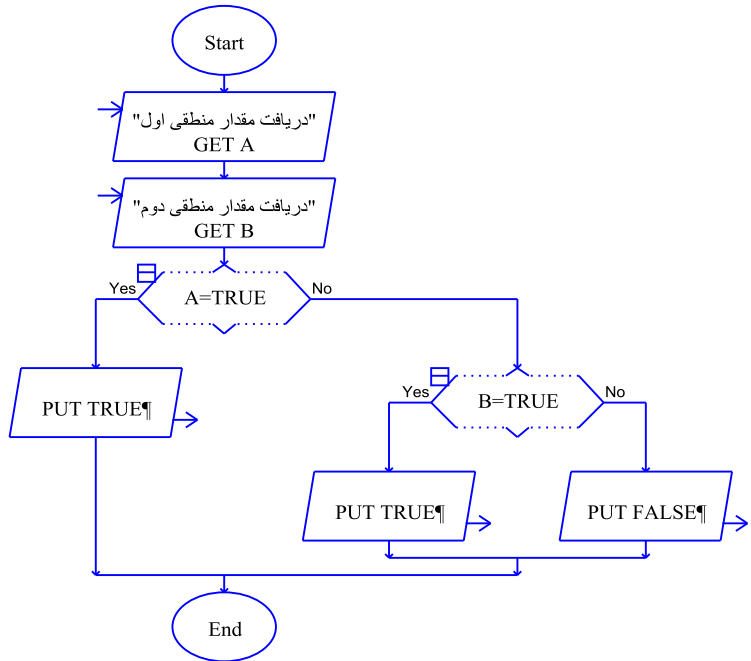 Start
"دریافت مقدار منطقی اول"
GET A
"دریافت مقدار منطقی دوم"
GET B
Yes
A=TRUE
No
PUT TRUE¶
Yes
B=TRUE
No
PUT TRUE¶
PUT FALSE¶
End